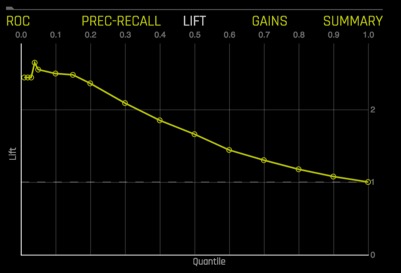 ROC PREC-RECALL LIFT GAINS SUMMARY
0.0 0.1 0.2 0.3 0.4 0.5 0.6 0.7 0.8 0.9 1.0
2
Lift
1
0
Quantile